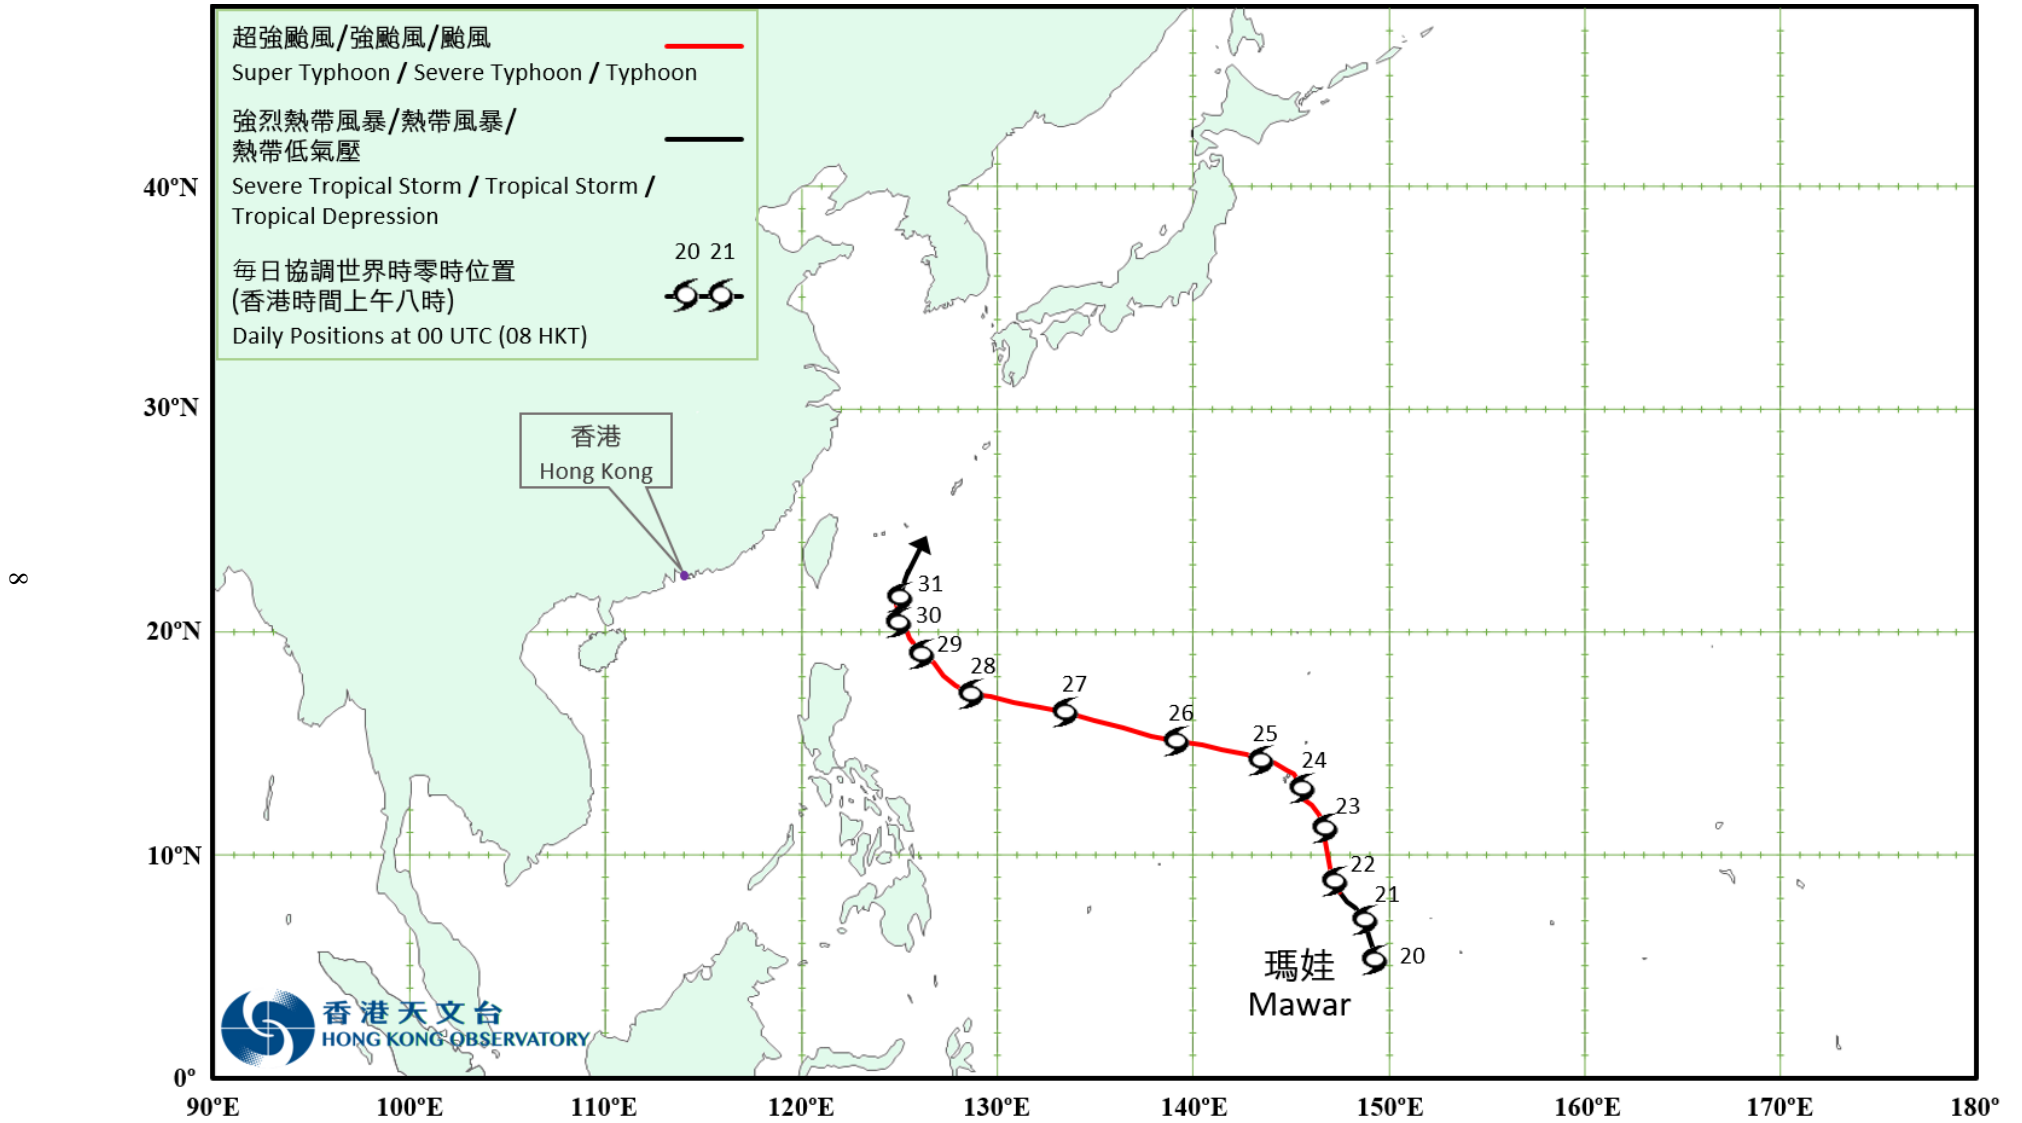 超強颱風/強颱風/颱風
Super Typhoon / Severe Typhoon / Typhoon
強烈熱帶風暴/熱帶風暴/
熱帶低氣壓
Severe Tropical Storm / Tropical Storm /
Tropical Depression
20 21
每日協調世界時零時位置
(香港時間上午八時)
Daily Positions at 00 UTC (08 HKT)
40°N
30°N
香港
Hong Kong
8
31
30
20°N
29
28
27
26
25
24
23
10°N
22
21
20
瑪娃
Mawar
香港天文台
HONG KONG OBSERVATORY
0°
90°E 100°E 110°E 120°E 130°E 140°E 150°E 160°E 170°E 180°